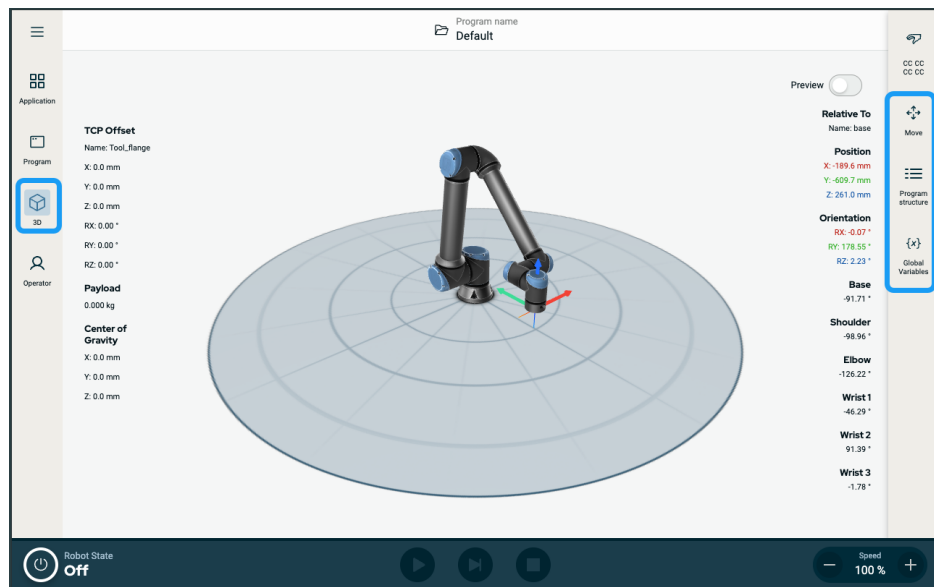 Program name
Default
Application
Program
3D
Operator
TCP Offset
Name: Tool_flange
X: 0.0 mm
Y: 0.0 mm
Z: 0.0 mm
RX: 0.00 °
RY: 0.00 °
RZ: 0.00 °
Payload
0.000 kg
Center of
Gravity
X: 0.0 mm
Y: 0.0 mm
Z: 0.0 mm
Preview
Relative To
Name: base
Position
X: -189.6 mm
Y: -609.7 mm
Z: 261.0 mm
Orientation
RX: -0.07 °
RY: 178.55 °
RZ: 2.23 °
Base
-91.71 °
Shoulder
-98.96 °
Elbow
-126.22 °
Wrist 1
-46.29 °
Wrist 2
91.39 °
Wrist 3
-1.78 °
CC CC
CC CC
Move
Program
structure
{x}
Global
Variables
Robot State
Off
Speed
100 %